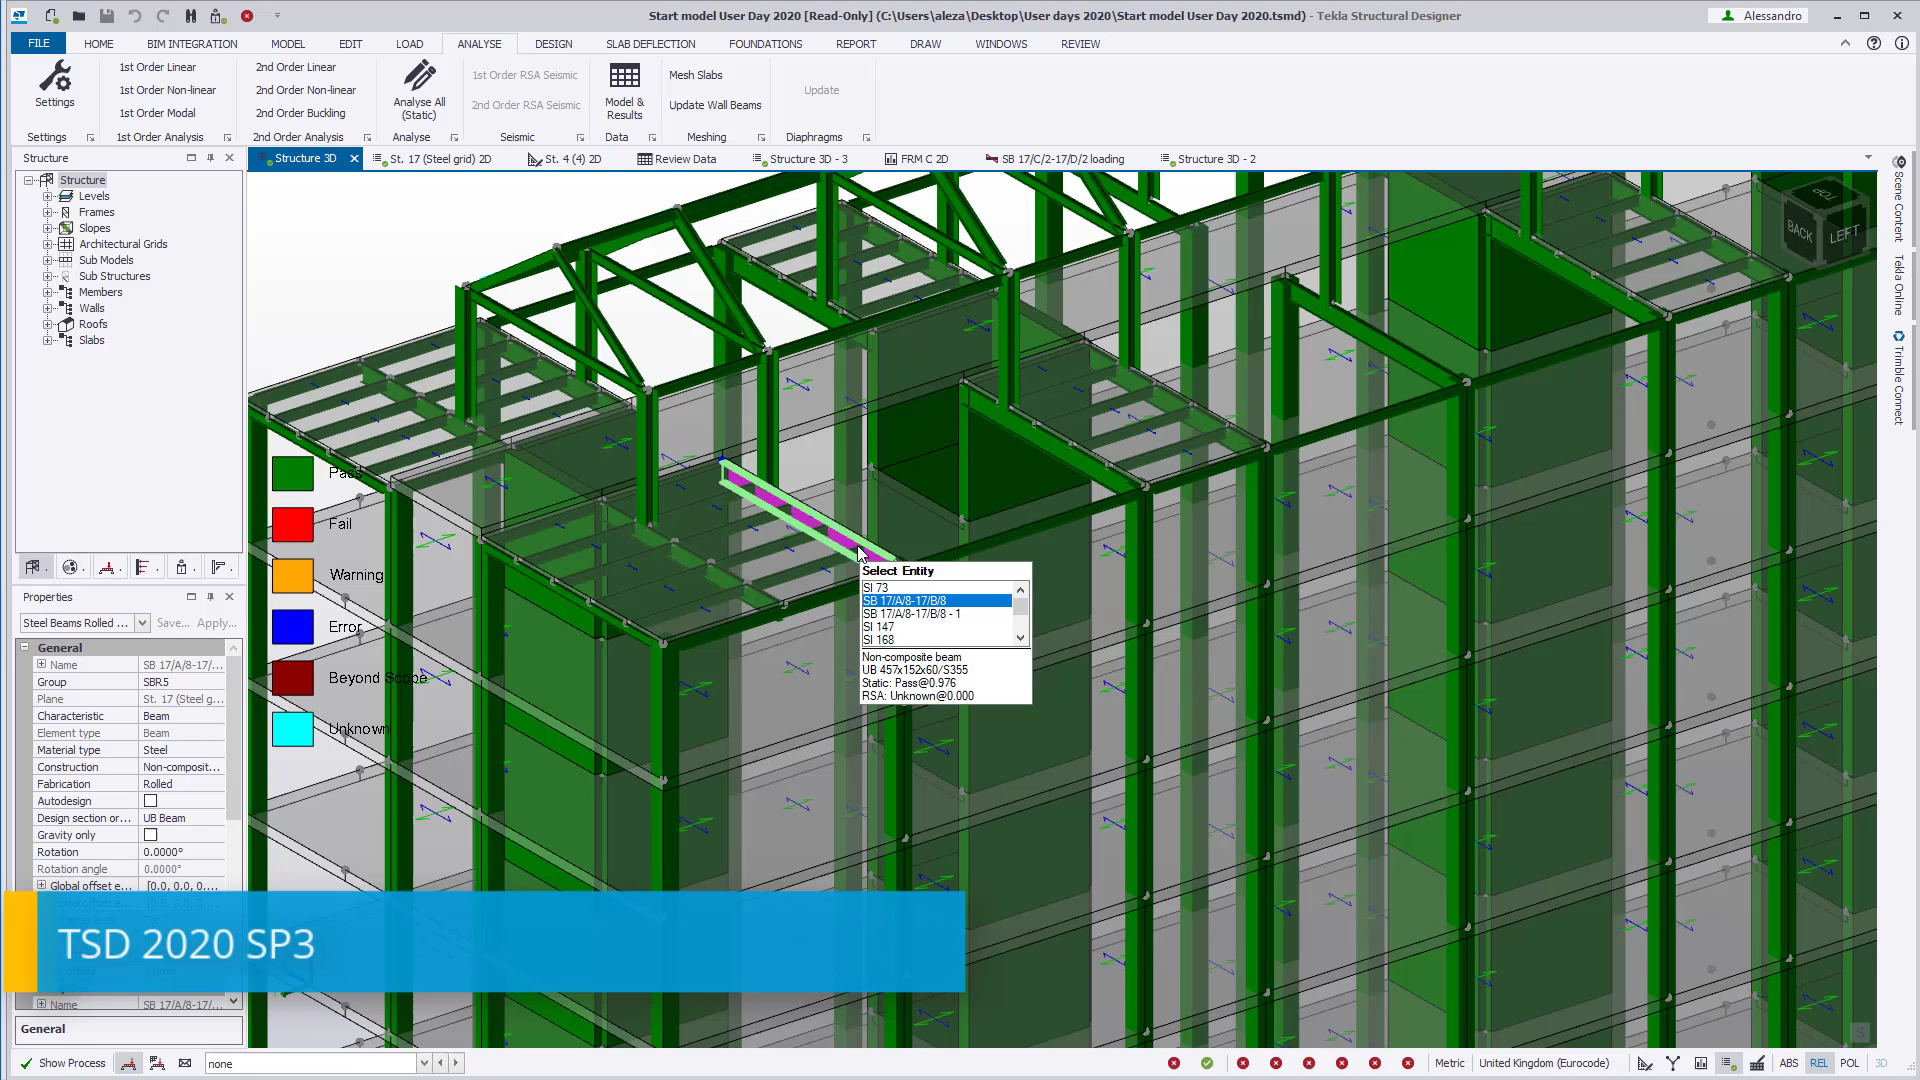 Start model User Day 2020 [Read-Only] (C:\Users\aleza\Desktop\User days 2020\Start model User Day 2020.tsmd) - Tekla Structural Designer
Alessandro
FILE HOME BIM INTEGRATION MODEL EDIT LOAD ANALYSE DESIGN SLAB DEFLECTION FOUNDATIONS REPORT DRAW WINDOWS REVIEW
Settings
1st Order Linear
1st Order Non-linear
1st Order Modal
2nd Order Linear
2nd Order Non-linear
2nd Order Buckling
Analyse All
(Static)
1st Order RSA Seismic
2nd Order RSA Seismic
Model &
Results
Mesh Slabs
Update Wall Beams
Update
Settings 1st Order Analysis 2nd Order Analysis Analyse Seismic Data Meshing Diaphragms
Structure
Structure 3D St. 17 (Steel grid) 2D St. 4 (4) 2D Review Data Structure 3D - 3 FRM C 2D SB 17/C/2-17/D/2 loading Structure 3D - 2
Structure
Levels
Frames
Slopes
Architectural Grids
Sub Models
Sub Structures
Members
Walls
Roofs
Slabs
TOP
BACK
LEFT
Scene Content
Tekla Online
Trimble Connect
Pass
Fail
Warning
Error
Beyond Scope
Unknown
Select Entity
SI 73
SB 17/A/8-17/B/8
SB 17/A/8-17/B/8 - 1
SI 147
SI 168
Non-composite beam
UB 457x152x60/S355
Static: Pass@0.976
RSA: Unknown@0.000
Properties
Steel Beams Rolled ... Save... Apply...
General
Name SB 17/A/8-17/...
Group SBR5
Plane St. 17 (Steel g...
Characteristic Beam
Element type Beam
Material type Steel
Construction Non-composit...
Fabrication Rolled
Autodesign
Design section or... UB Beam
Gravity only
Rotation 0.0000°
Rotation angle 0.0000°
Global offset e... [0.0, 0.0, 0....
TSD 2020 SP3
Name SB 17/A/8-17/...
General
Show Process none
Metric United Kingdom (Eurocode) ABS REL POL 3D